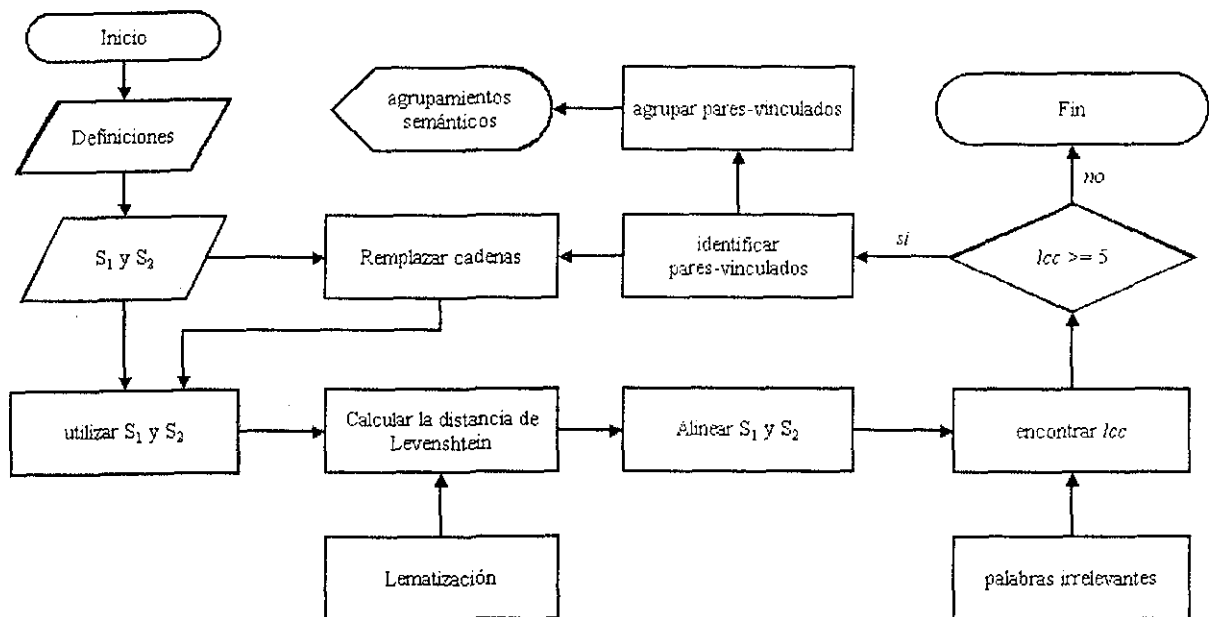 Inicio
agrupamientos
semánticos
agrupar pares-vinculados
Fin
Definiciones
no
S₁ y S₂
Remplazar cadenas
identificar
pares-vinculados
si
lcc >= 5
utilizar S₁ y S₂
Calcular la distancia de
Levenshtein
Alinear S₁ y S₂
encontrar lcc
Lematización
palabras irrelevantes